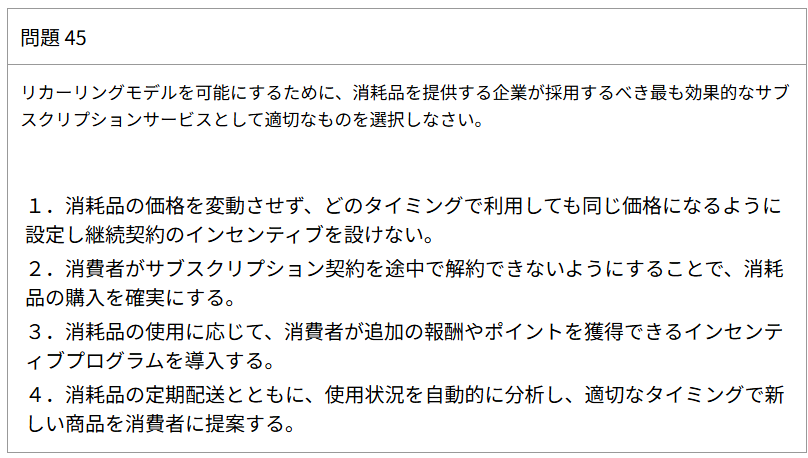 問題 45
リカーリングモデルを可能にするために、消耗品を提供する企業が採用するべき最も効果的なサブ
スクリプションサービスとして適切なものを選択しなさい。
１．消耗品の価格を変動させず、どのタイミングで利用しても同じ価格になるように
設定し継続契約のインセンティブを設けない。
２．消費者がサブスクリプション契約を途中で解約できないようにすることで、消耗
品の購入を確実にする。
３．消耗品の使用に応じて、消費者が追加の報酬やポイントを獲得できるインセンテ
ィブプログラムを導入する。
４．消耗品の定期配送とともに、使用状況を自動的に分析し、適切なタイミングで新
しい商品を消費者に提案する。